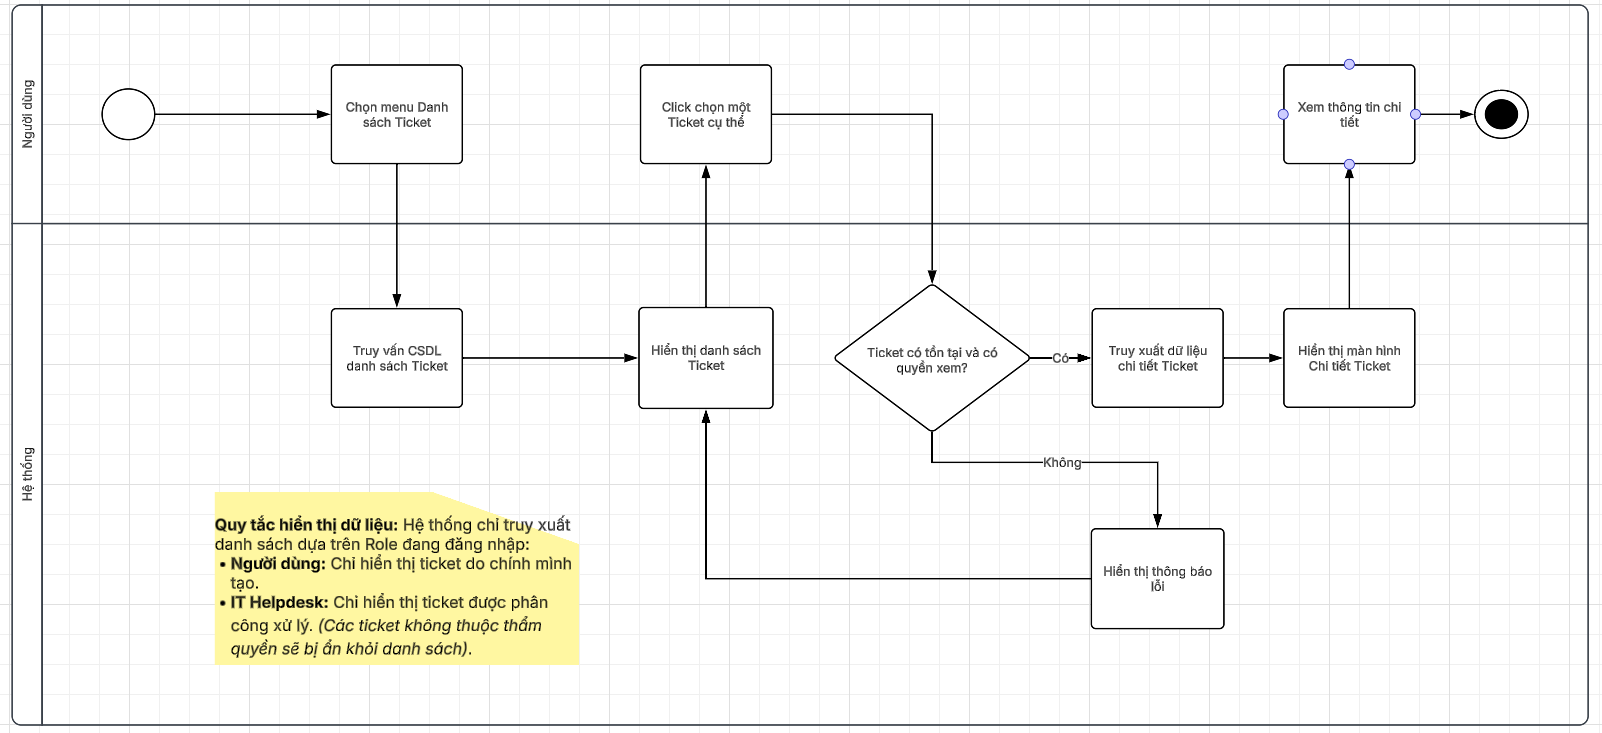 Người dùng
Chọn menu Danh
sách Ticket
Click chọn một
Ticket cụ thể
Xem thông tin chi
tiết
Hệ thống
Truy vấn CSDL
danh sách Ticket
Hiển thị danh sách
Ticket
Ticket có tồn tại và có
quyền xem?
Có
Truy xuất dữ liệu
chi tiết Ticket
Hiển thị màn hình
Chi tiết Ticket
Không
Hiển thị thông báo
lỗi
Quy tắc hiển thị dữ liệu: Hệ thống chỉ truy xuất
danh sách dựa trên Role đang đăng nhập:
• Người dùng: Chỉ hiển thị ticket do chính mình
tạo.
• IT Helpdesk: Chỉ hiển thị ticket được phân
công xử lý. (Các ticket không thuộc thẩm
quyền sẽ bị ẩn khỏi danh sách).